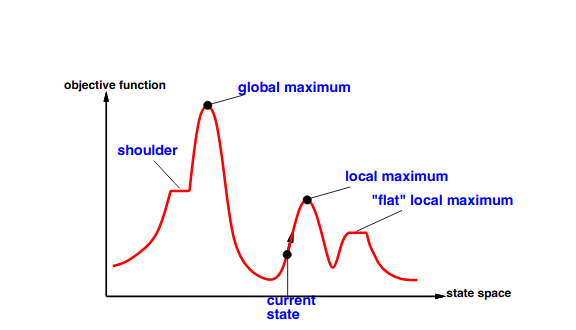 objective function
global maximum
shoulder
local maximum
"flat" local maximum
state space
current
state